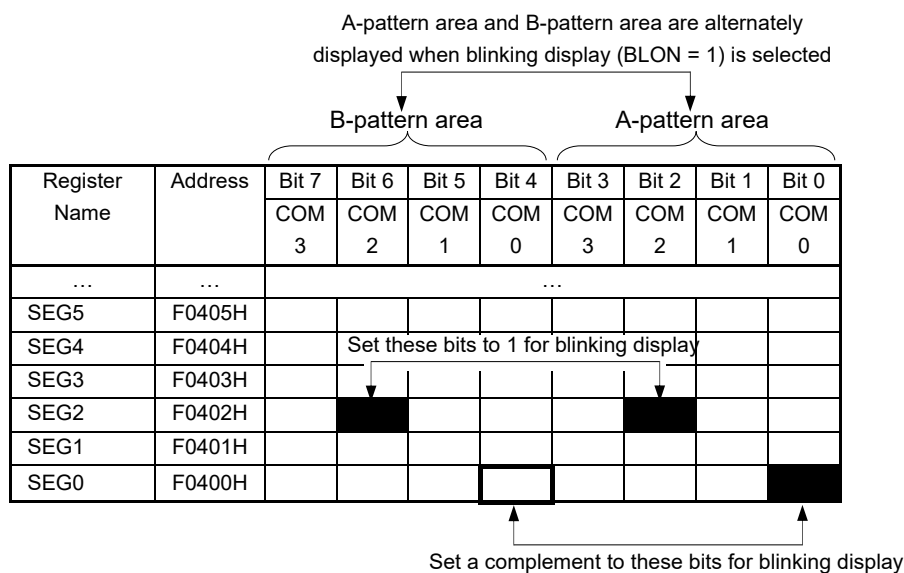 A-pattern area and B-pattern area are alternately
displayed when blinking display (BLON = 1) is selected
B-pattern area A-pattern area
Register Address Bit 7 Bit 6 Bit 5 Bit 4 Bit 3 Bit 2 Bit 1 Bit 0
Name COM COM COM COM COM COM COM COM
3 2 1 0 3 2 1 0
… … …
SEG5 F0405H
SEG4 F0404H Set these bits to 1 for blinking display
SEG3 F0403H
SEG2 F0402H
SEG1 F0401H
SEG0 F0400H
Set a complement to these bits for blinking display